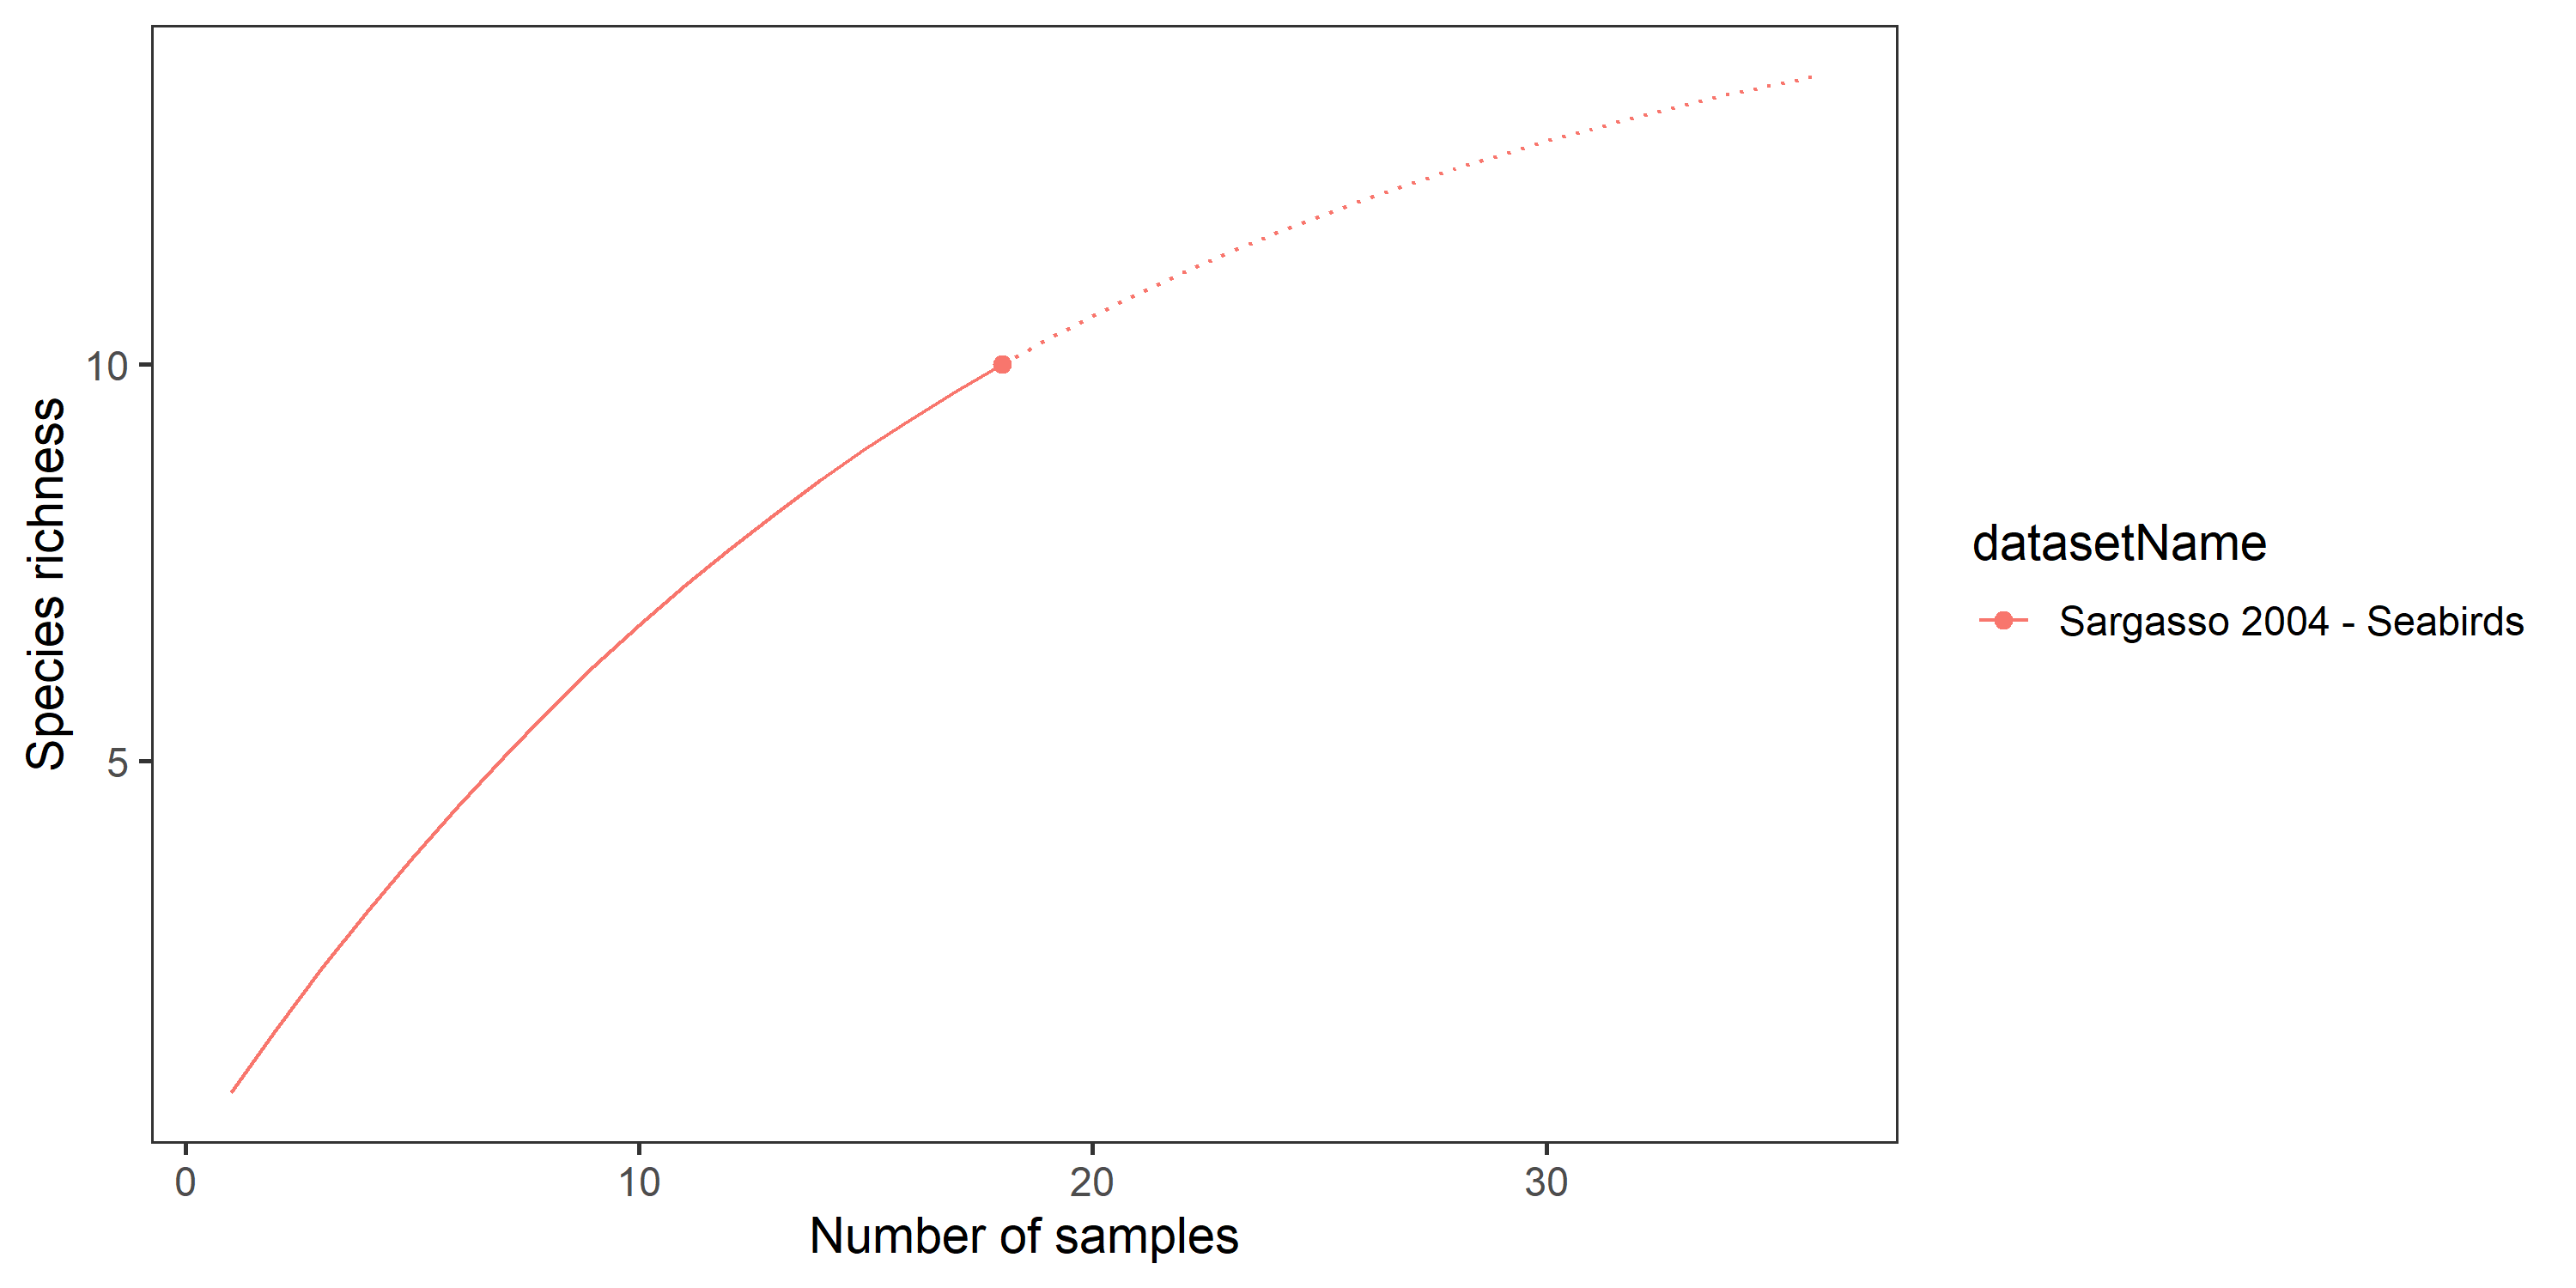 10
5
Species richness
0 10 20 30
Number of samples
datasetName
Sargasso 2004 - Seabirds